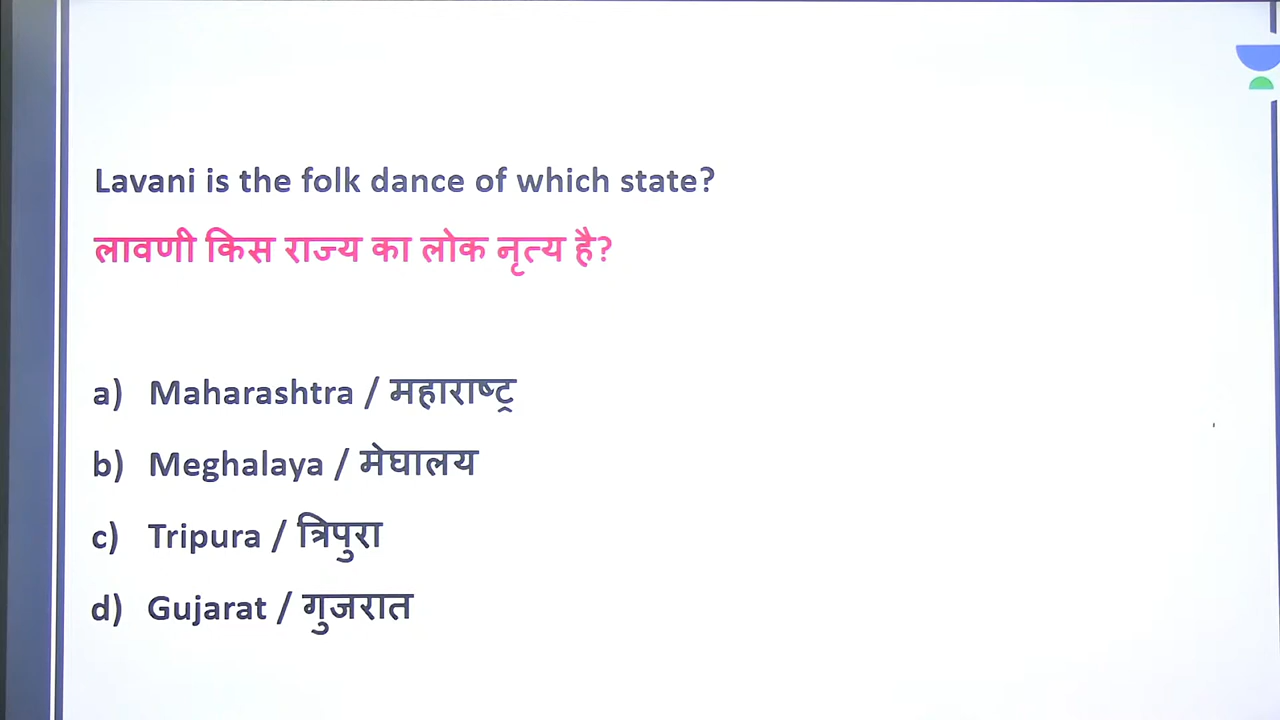 Lavani is the folk dance of which state?
लावणी किस राज्य का लोक नृत्य है?
a) Maharashtra / महाराष्ट्र
b) Meghalaya / मेघालय
c) Tripura / त्रिपुरा
d) Gujarat / गुजरात